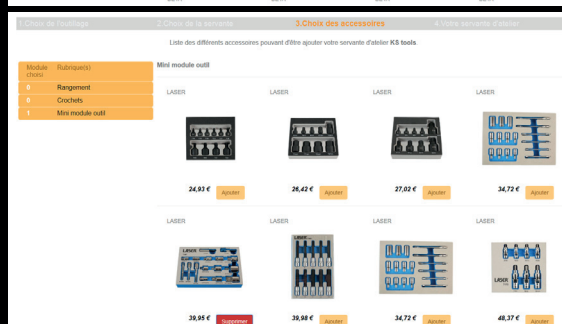 1.Choix de l'outillage 2.Choix de la servante 3.Choix des accessoires 4.Votre servante d'atelier
Liste des différents accessoires pouvant d'être ajouter votre servante d'atelier KS tools.
Module choisi Rubrique(s)
0 Rangement
0 Crochets
1 Mini module outil
Mini module outil
LASER LASER LASER LASER
24,93 € Ajouter 26,42 € Ajouter 27,02 € Ajouter 34,72 € Ajouter
LASER LASER LASER LASER
39,95 € Supprimer 39,98 € Ajouter 34,72 € Ajouter 48,37 € Ajouter